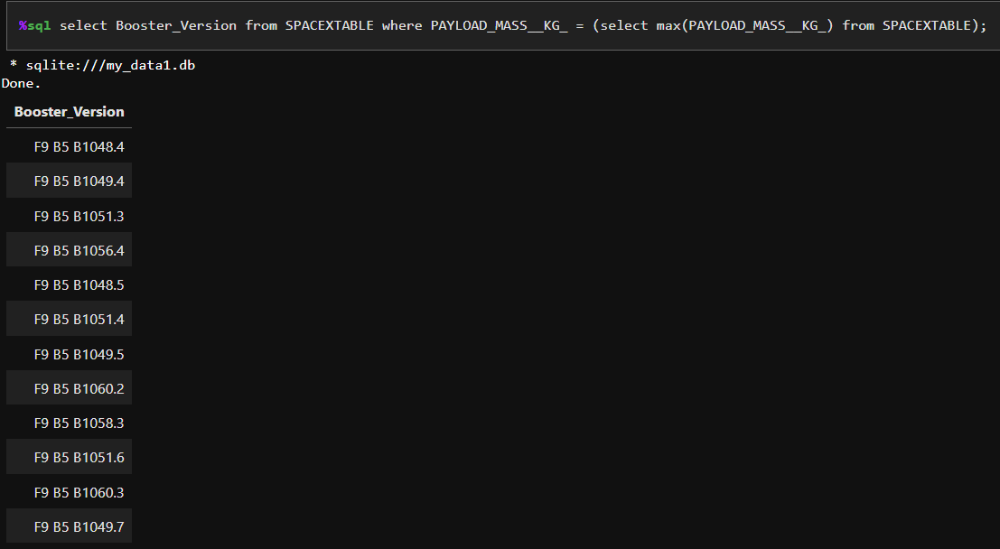 %sql select Booster_Version from SPACEXTABLE where PAYLOAD_MASS__KG_ = (select max(PAYLOAD_MASS__KG_) from SPACEXTABLE);
* sqlite:///my_data1.db
Done.
Booster_Version
F9 B5 B1048.4
F9 B5 B1049.4
F9 B5 B1051.3
F9 B5 B1056.4
F9 B5 B1048.5
F9 B5 B1051.4
F9 B5 B1049.5
F9 B5 B1060.2
F9 B5 B1058.3
F9 B5 B1051.6
F9 B5 B1060.3
F9 B5 B1049.7